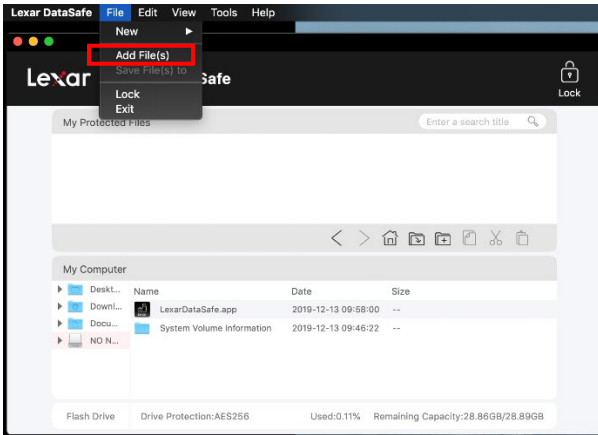 Lexar DataSafe File Edit View Tools Help
New
Add File(s)
Save File(s) to
Lock
Exit
Lexar Safe
Lock
My Protected Files
Enter a search title
My Computer
Name Date Size
Deskt...
Downl...
Docu...
NO N...
LexarDataSafe.app 2019-12-13 09:58:00 --
System Volume Information 2019-12-13 09:46:22 --
Flash Drive Drive Protection:AES256 Used:0.11% Remaining Capacity:28.86GB/28.89GB